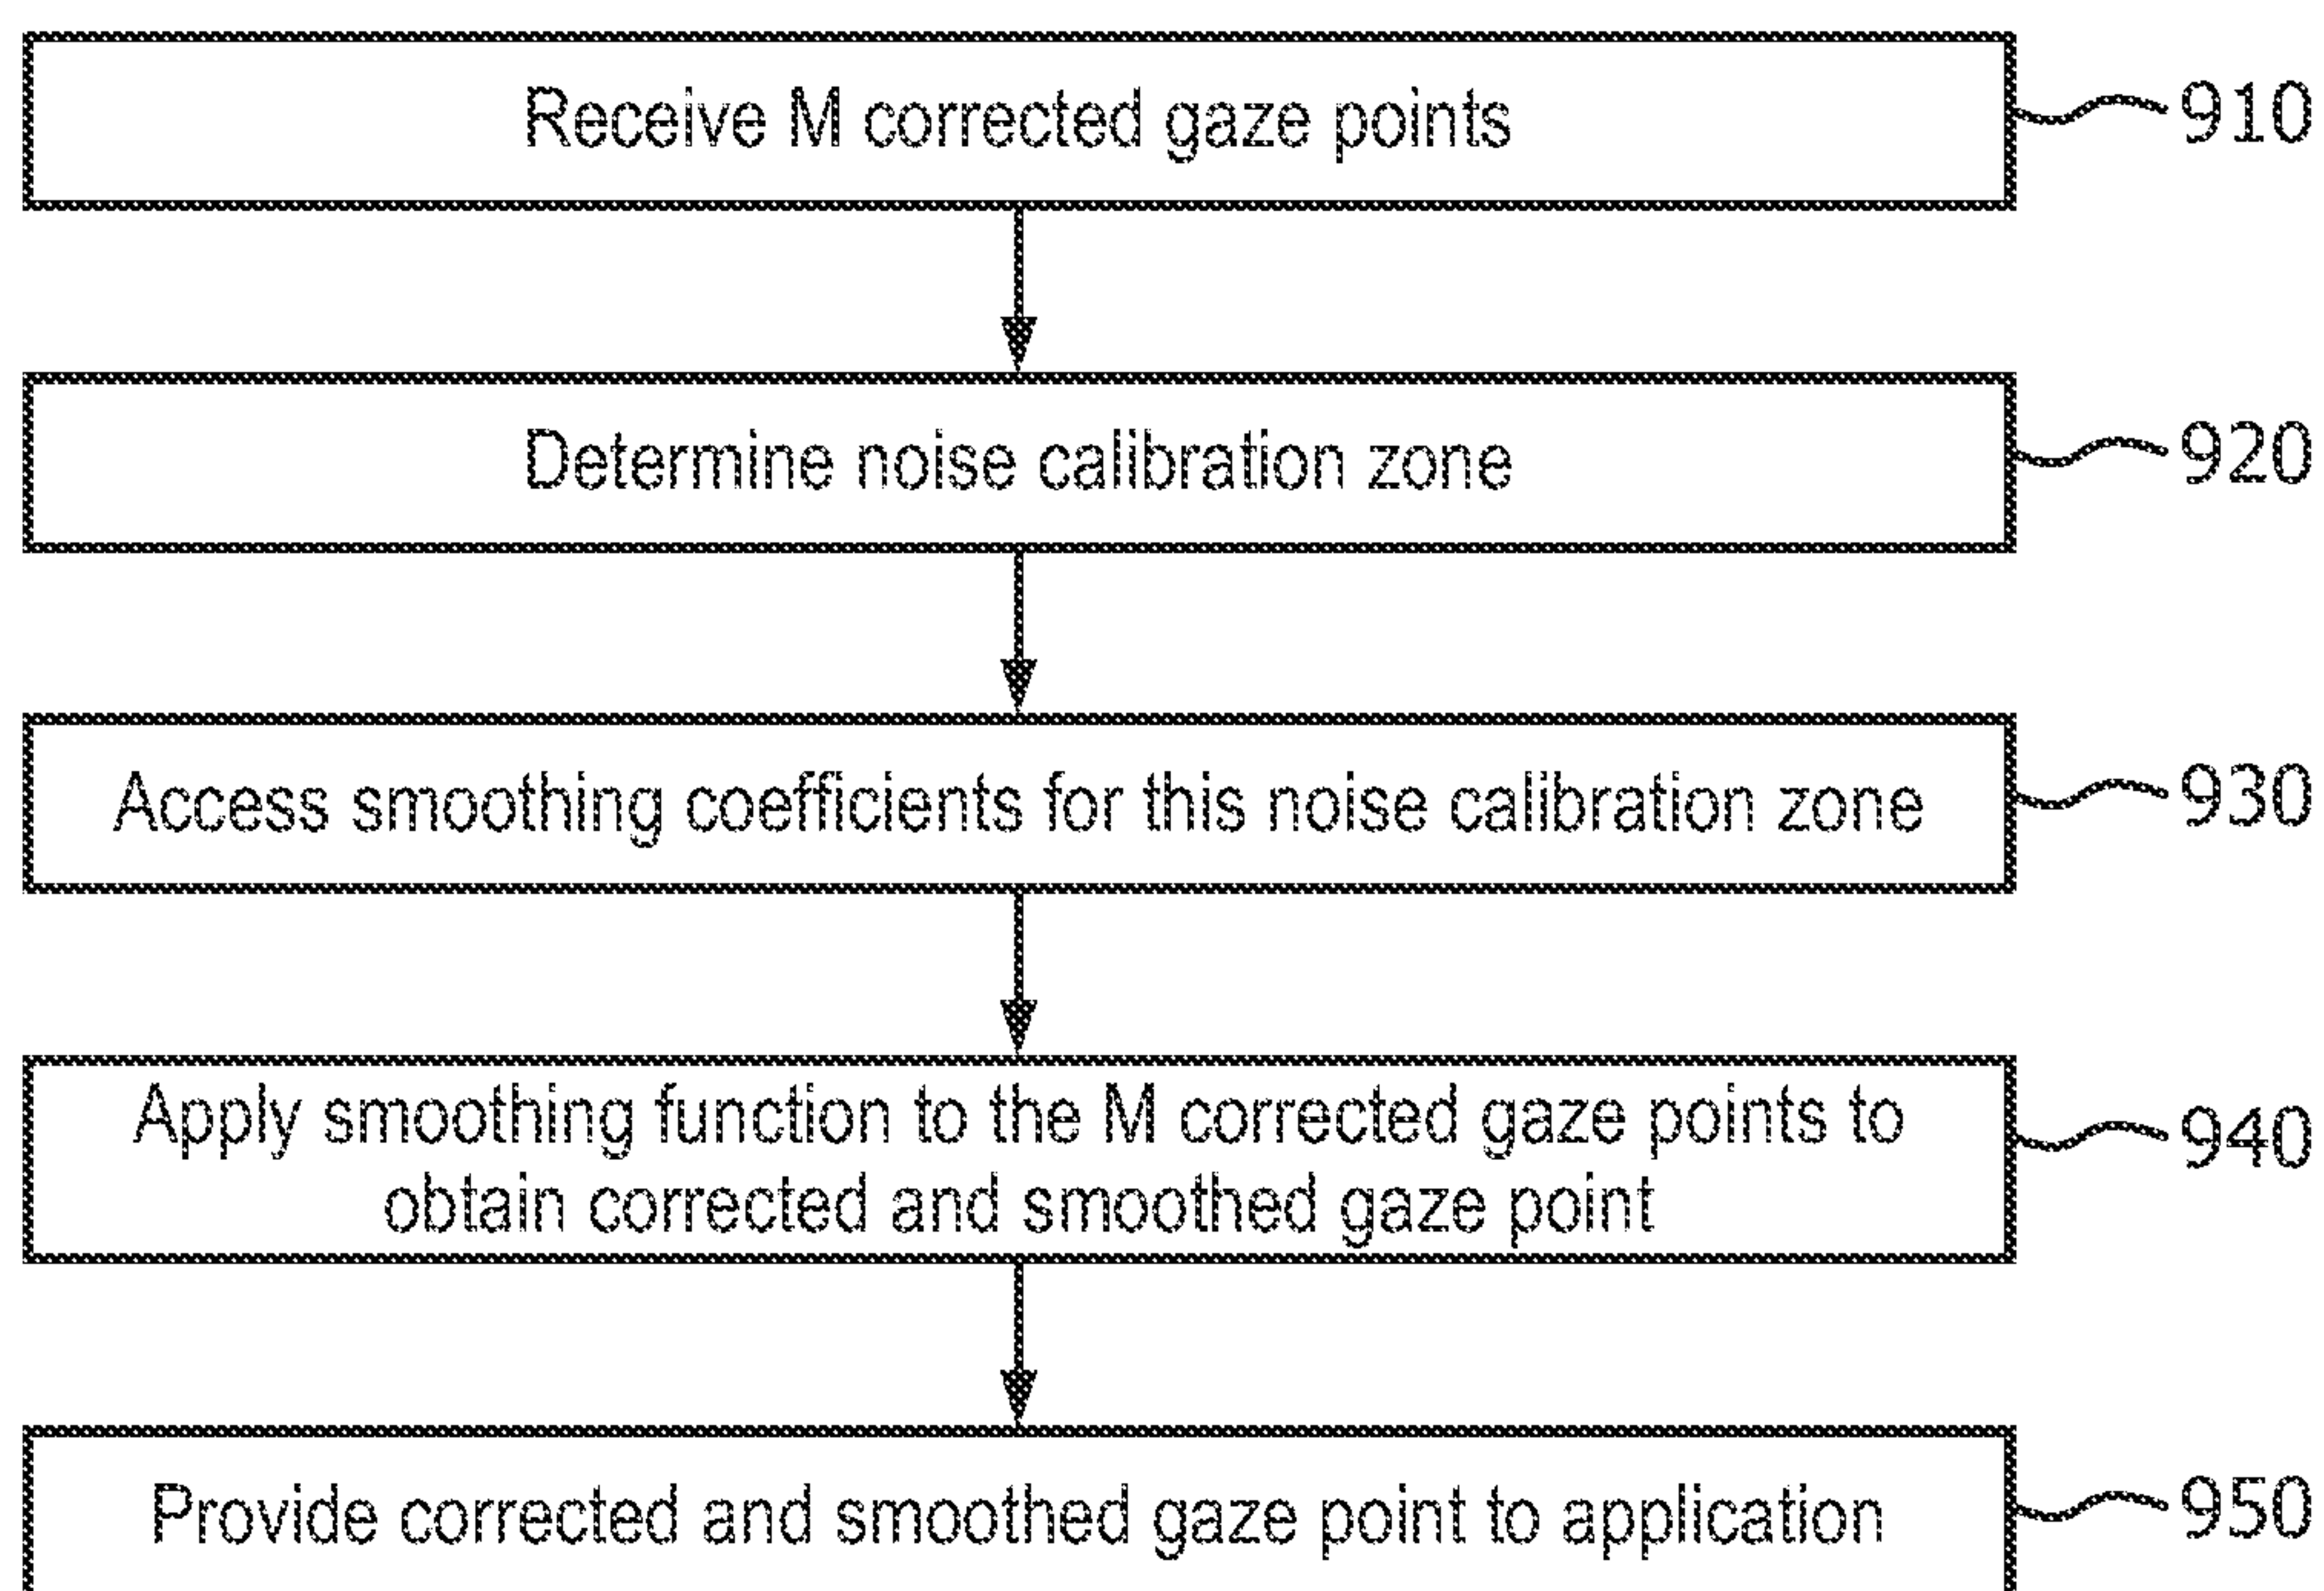 Receive M corrected gaze points
910
Determine noise calibration zone
920
Access smoothing coefficients for this noise calibration zone
930
Apply smoothing function to the M corrected gaze points to
obtain corrected and smoothed gaze point
940
Provide corrected and smoothed gaze point to application
950